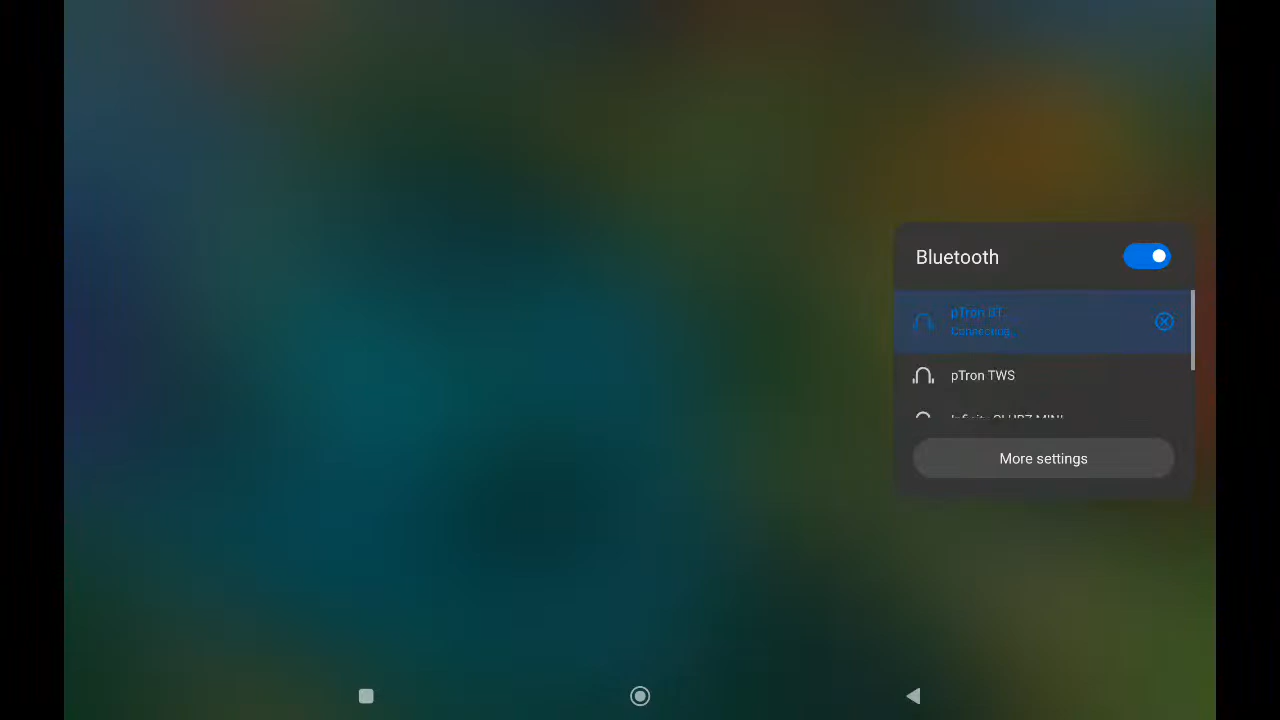 Bluetooth
pTron BT
Connecting...
pTron TWS
More settings